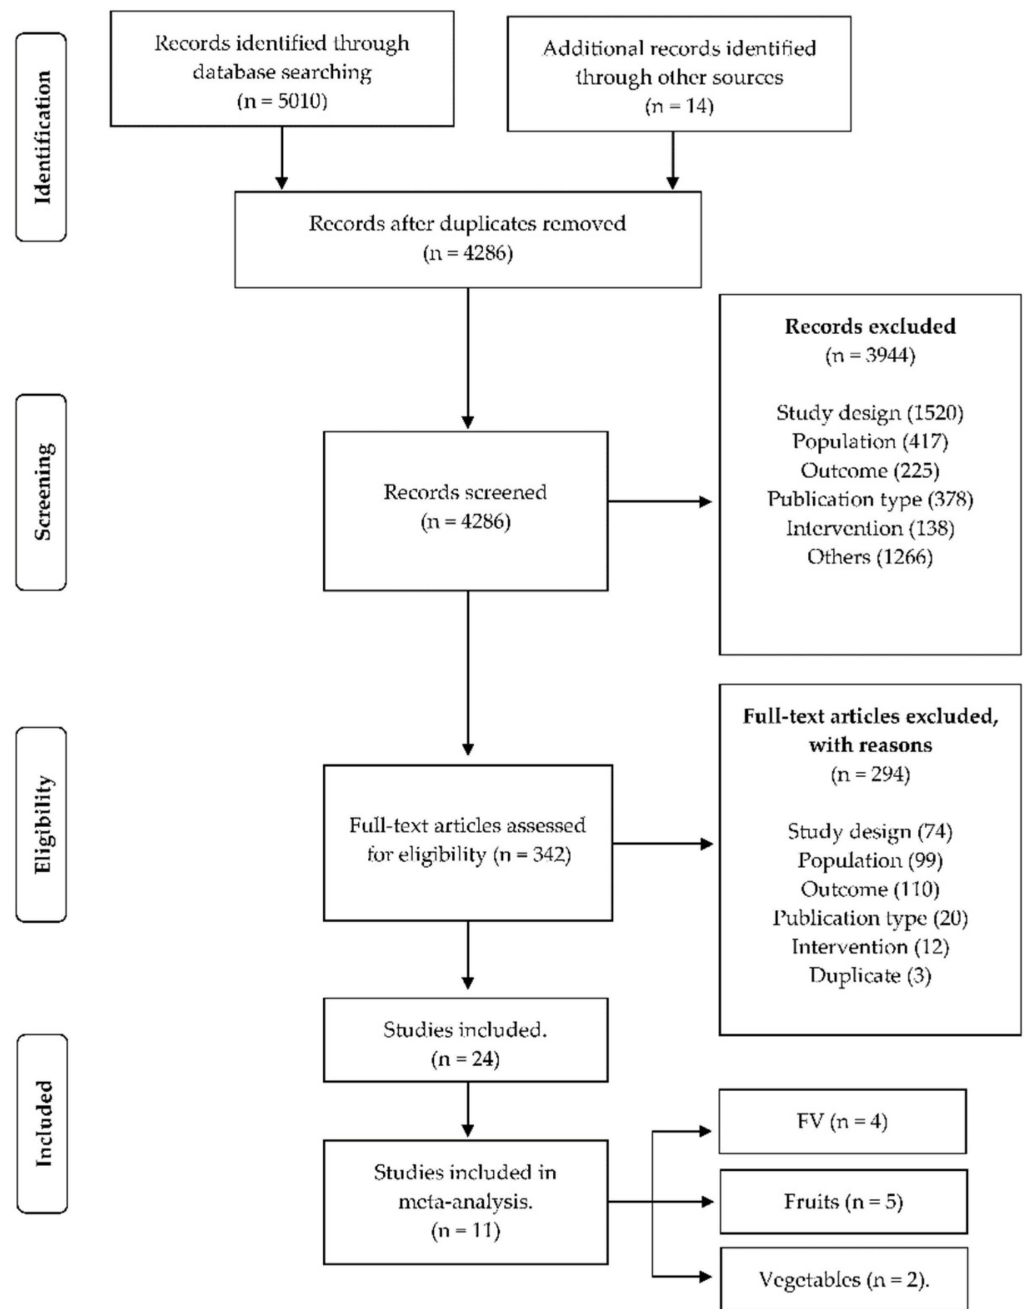 Identification
Records identified through
database searching
(n = 5010)
Additional records identified
through other sources
(n = 14)
Records after duplicates removed
(n = 4286)
Screening
Records screened
(n = 4286)
Records excluded
(n = 3944)
Study design (1520)
Population (417)
Outcome (225)
Publication type (378)
Intervention (138)
Others (1266)
Eligibility
Full-text articles assessed
for eligibility (n = 342)
Full-text articles excluded,
with reasons
(n = 294)
Study design (74)
Population (99)
Outcome (110)
Publication type (20)
Intervention (12)
Duplicate (3)
Included
Studies included.
(n = 24)
Studies included in
meta-analysis.
(n = 11)
FV (n = 4)
Fruits (n = 5)
Vegetables (n = 2).